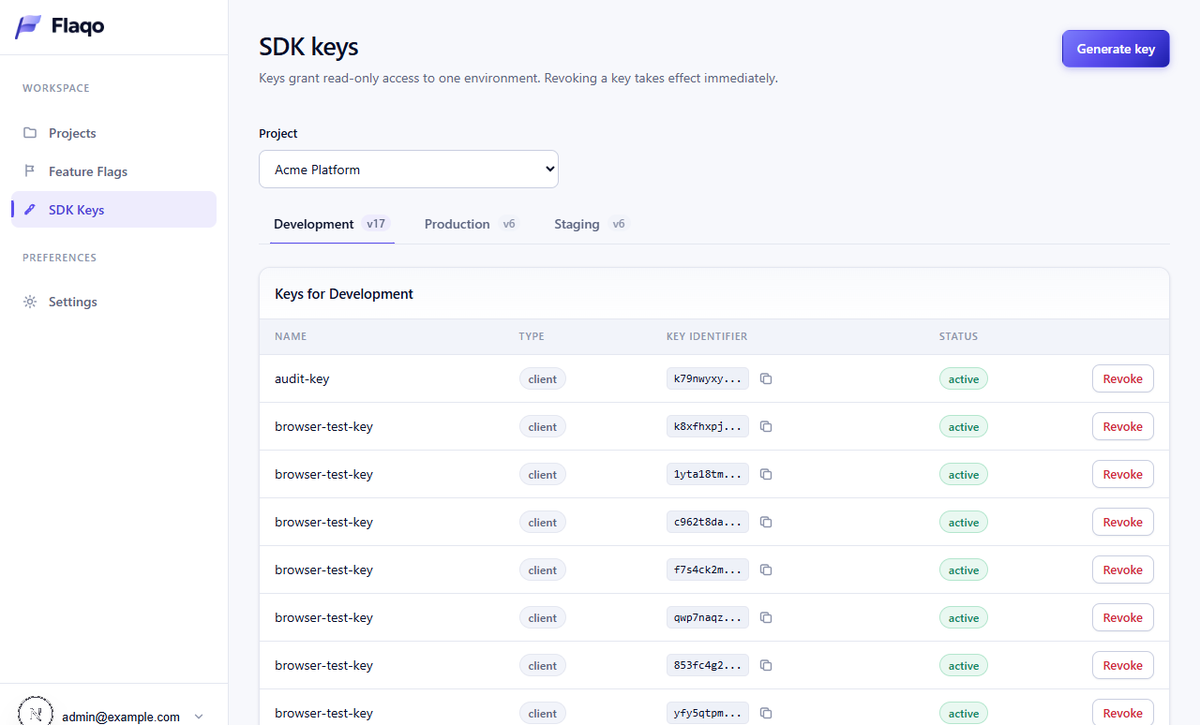 Flaqo
WORKSPACE
Projects
Feature Flags
SDK Keys
PREFERENCES
Settings
admin@example.com
SDK keys
Keys grant read-only access to one environment. Revoking a key takes effect immediately.
Generate key
Project
Acme Platform
Development v17 Production v6 Staging v6
Keys for Development
NAME TYPE KEY IDENTIFIER STATUS
audit-key client k79nwyxy... active Revoke
browser-test-key client k8xfhxpj... active Revoke
browser-test-key client 1yta18tm... active Revoke
browser-test-key client c962t8da... active Revoke
browser-test-key client f7s4ck2m... active Revoke
browser-test-key client qwp7naqz... active Revoke
browser-test-key client 853fc4g2... active Revoke
browser-test-key client yfy5qtpm... active Revoke